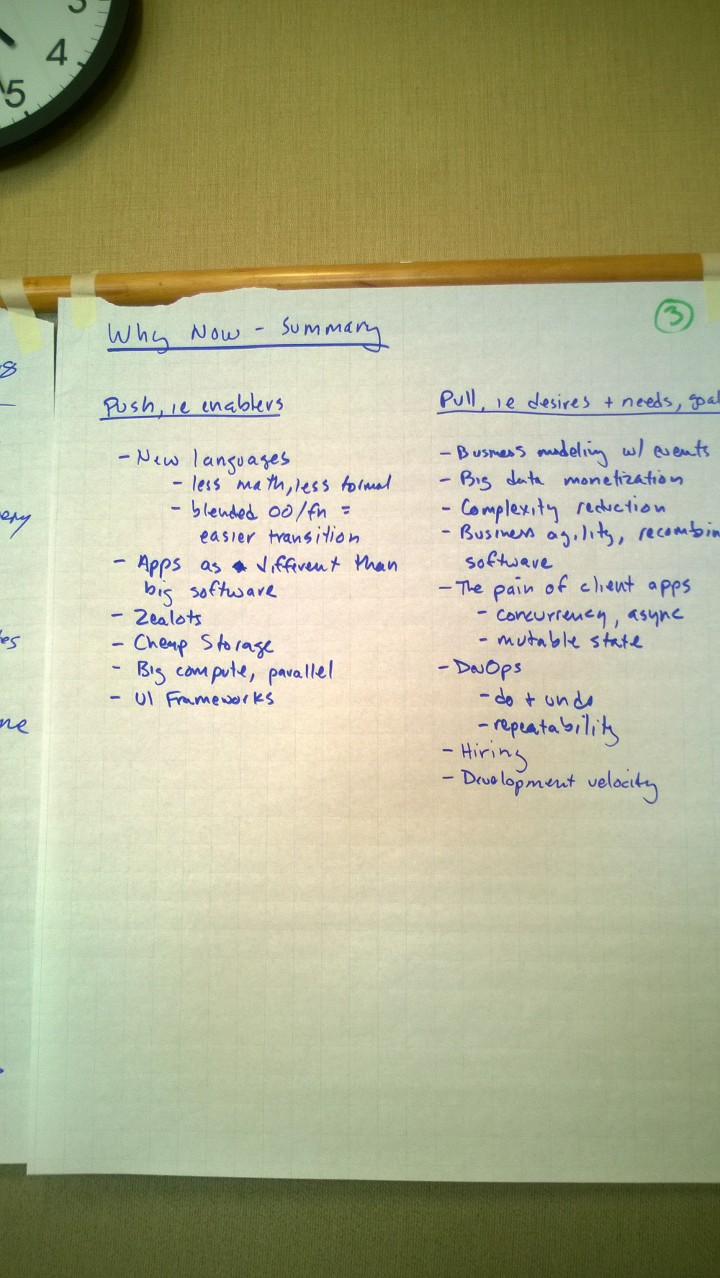 3
4
5
8
ery
es
ne
Why Now - Summary
3
Push, ie enablers
- New languages
- less math, less formal
- blended OO/fn =
easier transition
- Apps as different than
big software
- Zealots
- Cheap Storage
- Big compute, parallel
- UI Frameworks
Pull, ie desires + needs, goal
- Business modeling w/ events
- Big data monetization
- Complexity reduction
- Business agility, recombin
software
- The pain of client apps
- concurrency, async
- mutable state
- DevOps
- do + undo
- repeatability
- Hiring
- Development velocity